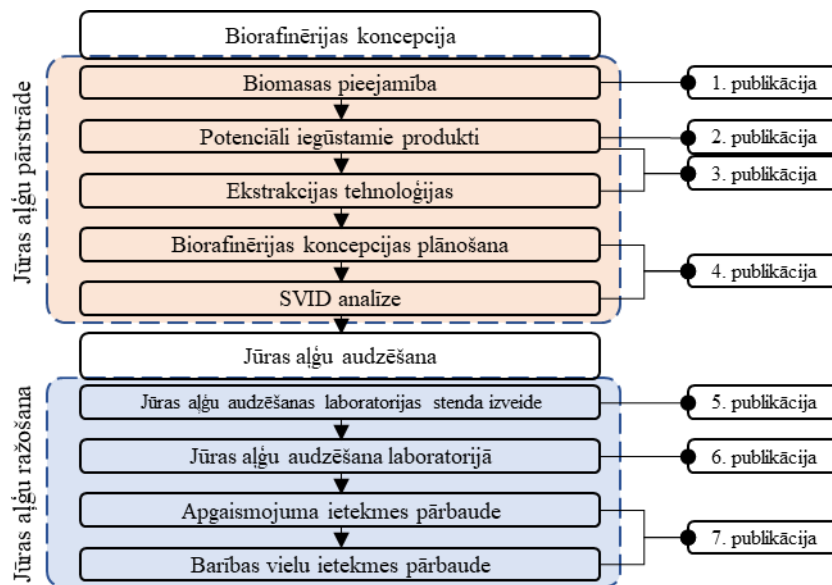 Biorafinērijas koncepcija
Jūras aļģu pārstrāde
Biomasas pieejamība
1. publikācija
Potenciāli iegūstamie produkti
2. publikācija
3. publikācija
Ekstrakcijas tehnoloģijas
Biorafinērijas koncepcijas plānošana
4. publikācija
SVID analīze
Jūras aļģu audzēšana
Jūras aļģu ražošana
Jūras aļģu audzēšanas laboratorijas stenda izveide
5. publikācija
Jūras aļģu audzēšana laboratorijā
6. publikācija
Apgaismojuma ietekmes pārbaude
7. publikācija
Barības vielu ietekmes pārbaude